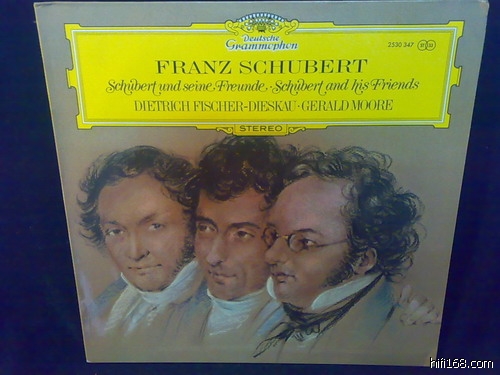 Deutsche
Grammophon
2530 347
FRANZ SCHUBERT
Schubert und seine Freunde · Schubert and his Friends
DIETRICH FISCHER-DIESKAU · GERALD MOORE
STEREO
hifi168.com